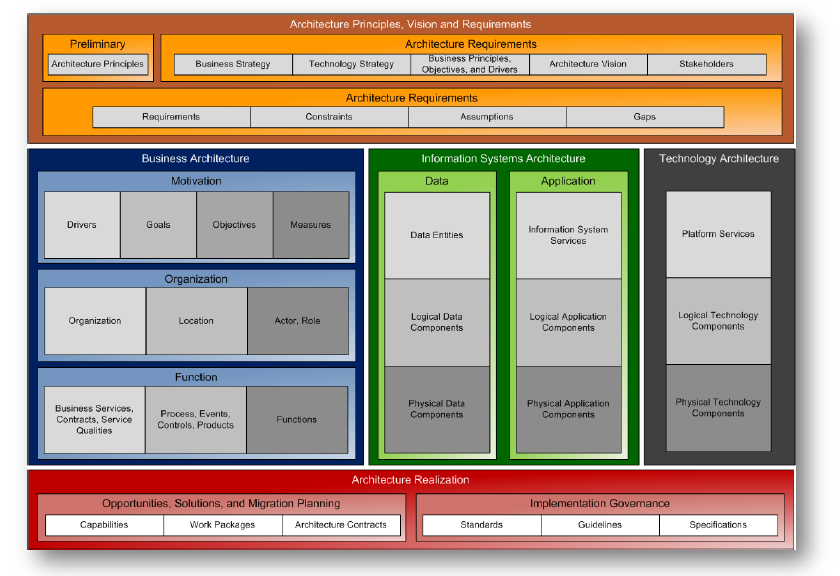 Architecture Principles, Vision and Requirements
Preliminary
Architecture Principles
Architecture Requirements
Business Strategy
Technology Strategy
Business Principles,
Objectives, and Drivers
Architecture Vision
Stakeholders
Architecture Requirements
Requirements
Constraints
Assumptions
Gaps
Business Architecture
Motivation
Drivers
Goals
Objectives
Measures
Organization
Organization
Location
Actor, Role
Function
Business Services,
Contracts, Service
Qualities
Process, Events,
Controls, Products
Functions
Information Systems Architecture
Data
Data Entities
Logical Data
Components
Physical Data
Components
Application
Information System
Services
Logical Application
Components
Physical Application
Components
Technology Architecture
Platform Services
Logical Technology
Components
Physical Technology
Components
Architecture Realization
Opportunities, Solutions, and Migration Planning
Capabilities
Work Packages
Architecture Contracts
Implementation Governance
Standards
Guidelines
Specifications